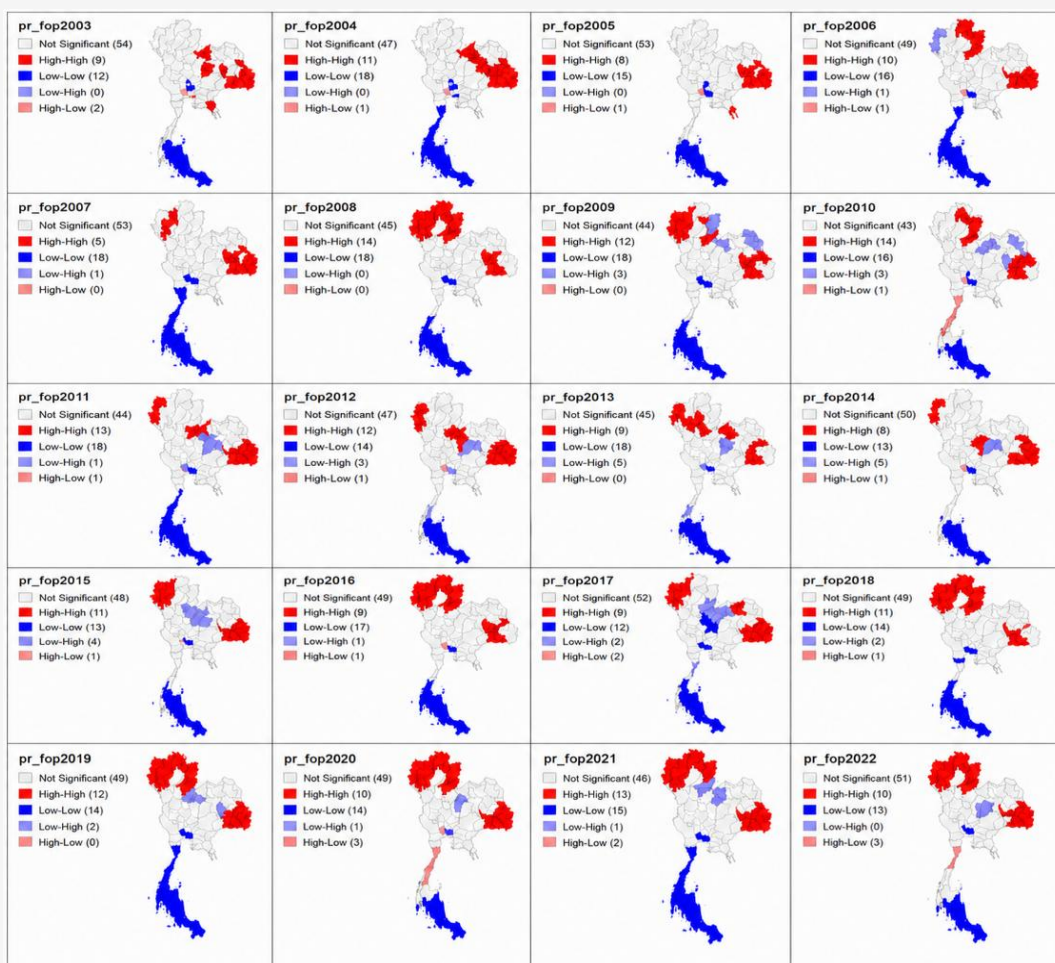 pr_fop2003
Not Significant (54)
High-High (9)
Low-Low (12)
Low-High (0)
High-Low (2)
pr_fop2004
Not Significant (47)
High-High (11)
Low-Low (18)
Low-High (0)
High-Low (1)
pr_fop2005
Not Significant (53)
High-High (8)
Low-Low (15)
Low-High (0)
High-Low (1)
pr_fop2006
Not Significant (49)
High-High (10)
Low-Low (16)
Low-High (1)
High-Low (1)
pr_fop2007
Not Significant (53)
High-High (5)
Low-Low (18)
Low-High (1)
High-Low (0)
pr_fop2008
Not Significant (45)
High-High (14)
Low-Low (18)
Low-High (0)
High-Low (0)
pr_fop2009
Not Significant (44)
High-High (12)
Low-Low (18)
Low-High (3)
High-Low (0)
pr_fop2010
Not Significant (43)
High-High (14)
Low-Low (16)
Low-High (3)
High-Low (1)
pr_fop2011
Not Significant (44)
High-High (13)
Low-Low (18)
Low-High (1)
High-Low (1)
pr_fop2012
Not Significant (47)
High-High (12)
Low-Low (14)
Low-High (3)
High-Low (1)
pr_fop2013
Not Significant (45)
High-High (9)
Low-Low (18)
Low-High (5)
High-Low (0)
pr_fop2014
Not Significant (50)
High-High (8)
Low-Low (13)
Low-High (5)
High-Low (1)
pr_fop2015
Not Significant (48)
High-High (11)
Low-Low (13)
Low-High (4)
High-Low (1)
pr_fop2016
Not Significant (49)
High-High (9)
Low-Low (17)
Low-High (1)
High-Low (1)
pr_fop2017
Not Significant (52)
High-High (9)
Low-Low (12)
Low-High (2)
High-Low (2)
pr_fop2018
Not Significant (49)
High-High (11)
Low-Low (14)
Low-High (2)
High-Low (1)
pr_fop2019
Not Significant (49)
High-High (12)
Low-Low (14)
Low-High (2)
High-Low (0)
pr_fop2020
Not Significant (49)
High-High (10)
Low-Low (14)
Low-High (1)
High-Low (3)
pr_fop2021
Not Significant (46)
High-High (13)
Low-Low (15)
Low-High (1)
High-Low (2)
pr_fop2022
Not Significant (51)
High-High (10)
Low-Low (13)
Low-High (0)
High-Low (3)